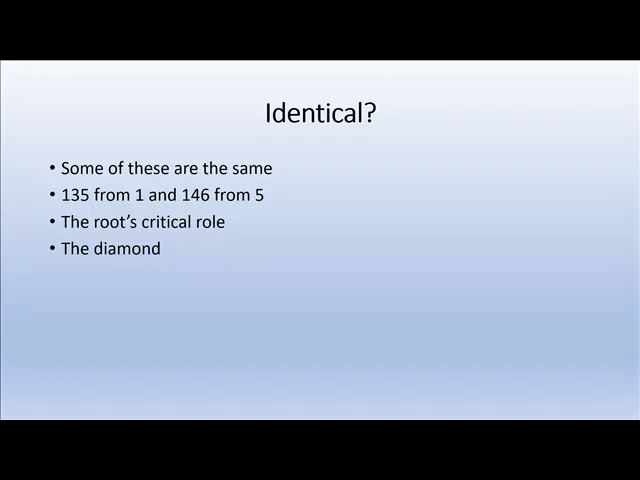 Identical?
• Some of these are the same
• 135 from 1 and 146 from 5
• The root's critical role
• The diamond